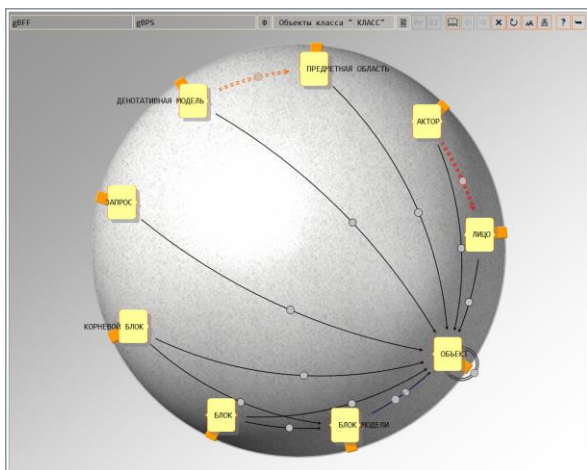 gBFF gBPS Ф Объекты класса " КЛАСС"
ПРЕДМЕТНАЯ ОБЛАСТЬ
ДЕНОТАТИВНАЯ МОДЕЛЬ
АКТОР
ЗАПРОС
ЛИЦО
КОРНЕВОЙ БЛОК
ОБЪЕКТ
БЛОК
БЛОК МОДЕЛИ